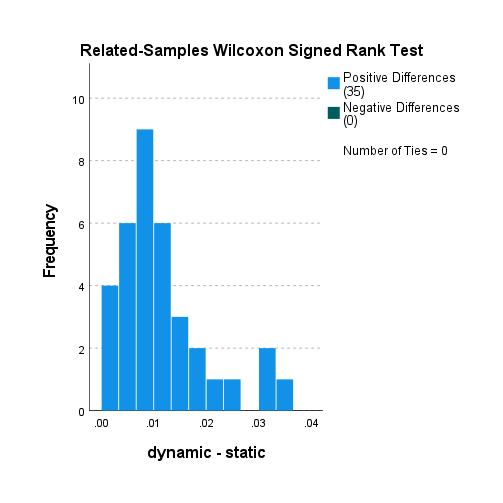 Related-Samples Wilcoxon Signed Rank Test
Positive Differences
(35)
Negative Differences
(0)
Number of Ties = 0
Frequency
10
8
6
4
2
0
.00 .01 .02 .03 .04
dynamic - static